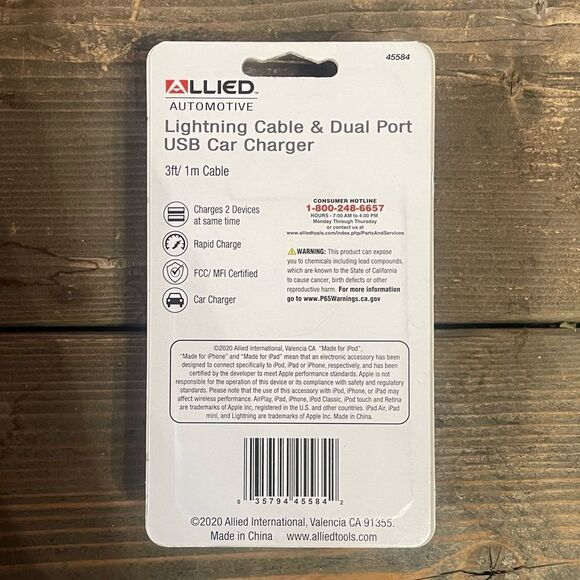 45584
ALLIED
AUTOMOTIVE
Lightning Cable & Dual Port
USB Car Charger
3ft/ 1m Cable
Charges 2 Devices
at same time
Rapid Charge
FCC/ MFI Certified
Car Charger
CONSUMER HOTLINE
1-800-248-6657
HOURS - 7:00 AM to 4:00 PM
Monday Through Thursday
or contact us at
www.alliedtools.com/index.php/PartsAndServices
WARNING: This product can expose
you to chemicals including lead compounds,
which are known to the State of California
to cause cancer, birth defects or other
reproductive harm. For more information
go to www.P65Warnings.ca.gov
©2020 Allied International, Valencia CA "Made for iPod",
"Made for iPhone" and "Made for iPad" mean that an electronic accessory has been
designed to connect specifically to iPod, iPad or iPhone, respectively, and has been
certified by the developer to meet Apple performance standards. Apple is not
responsible for the operation of this device or its compliance with safety and regulatory
standards. Please note that the use of this accessory with iPod, iPhone, or iPad may
affect wireless performance. AirPlay, iPad, iPhone, iPod Classic, iPod touch and Retina
are trademarks of Apple Inc, registered in the U.S. and other countries. iPad Air, iPad
mini, and Lightning are trademarks of Apple Inc. Made in China.
0 35794 45584 2
©2020 Allied International, Valencia CA 91355.
Made in China www.alliedtools.com